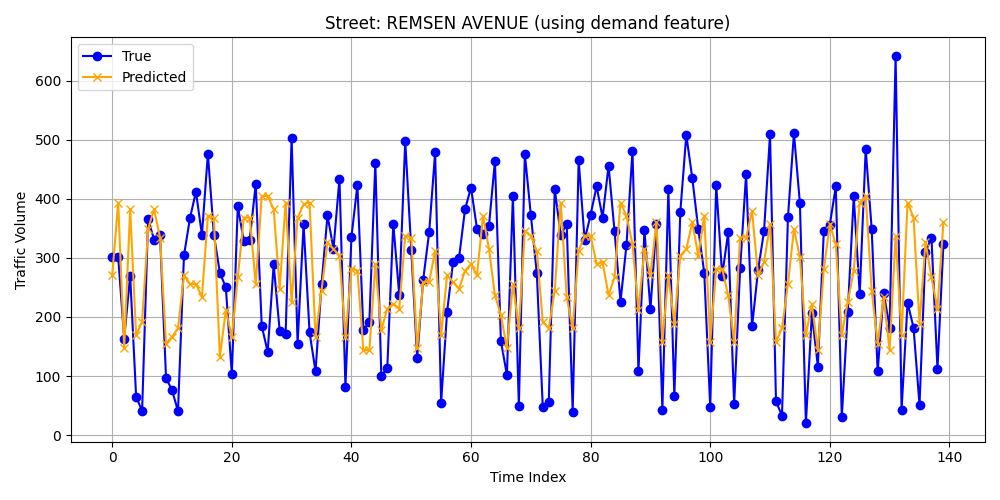 Street: REMSEN AVENUE (using demand feature)
True
Predicted
Traffic Volume
600
500
400
300
200
100
0
0 20 40 60 80 100 120 140
Time Index